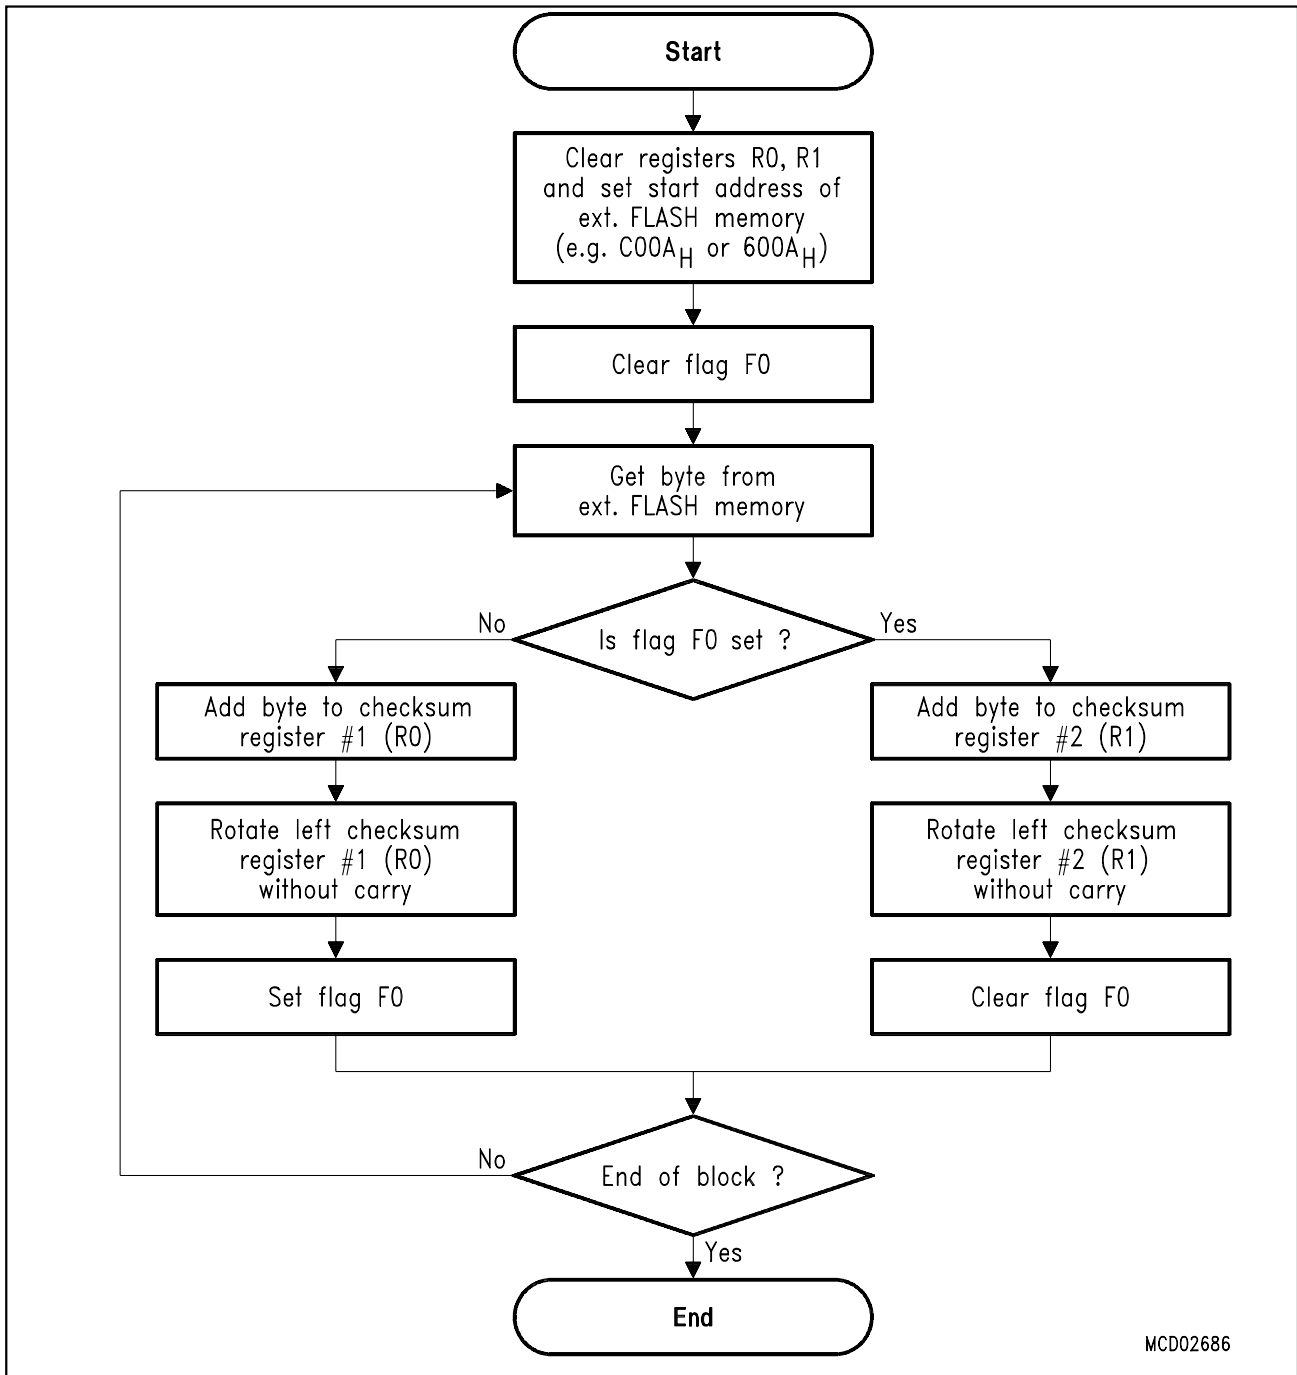 Start
Clear registers R0, R1
and set start address of
ext. FLASH memory
(e.g. C00AH or 600AH)
Clear flag F0
Get byte from
ext. FLASH memory
No
Is flag F0 set ?
Yes
Add byte to checksum
register #1 (R0)
Add byte to checksum
register #2 (R1)
Rotate left checksum
register #1 (R0)
without carry
Rotate left checksum
register #2 (R1)
without carry
Set flag F0
Clear flag F0
No
End of block ?
Yes
End
MCD02686